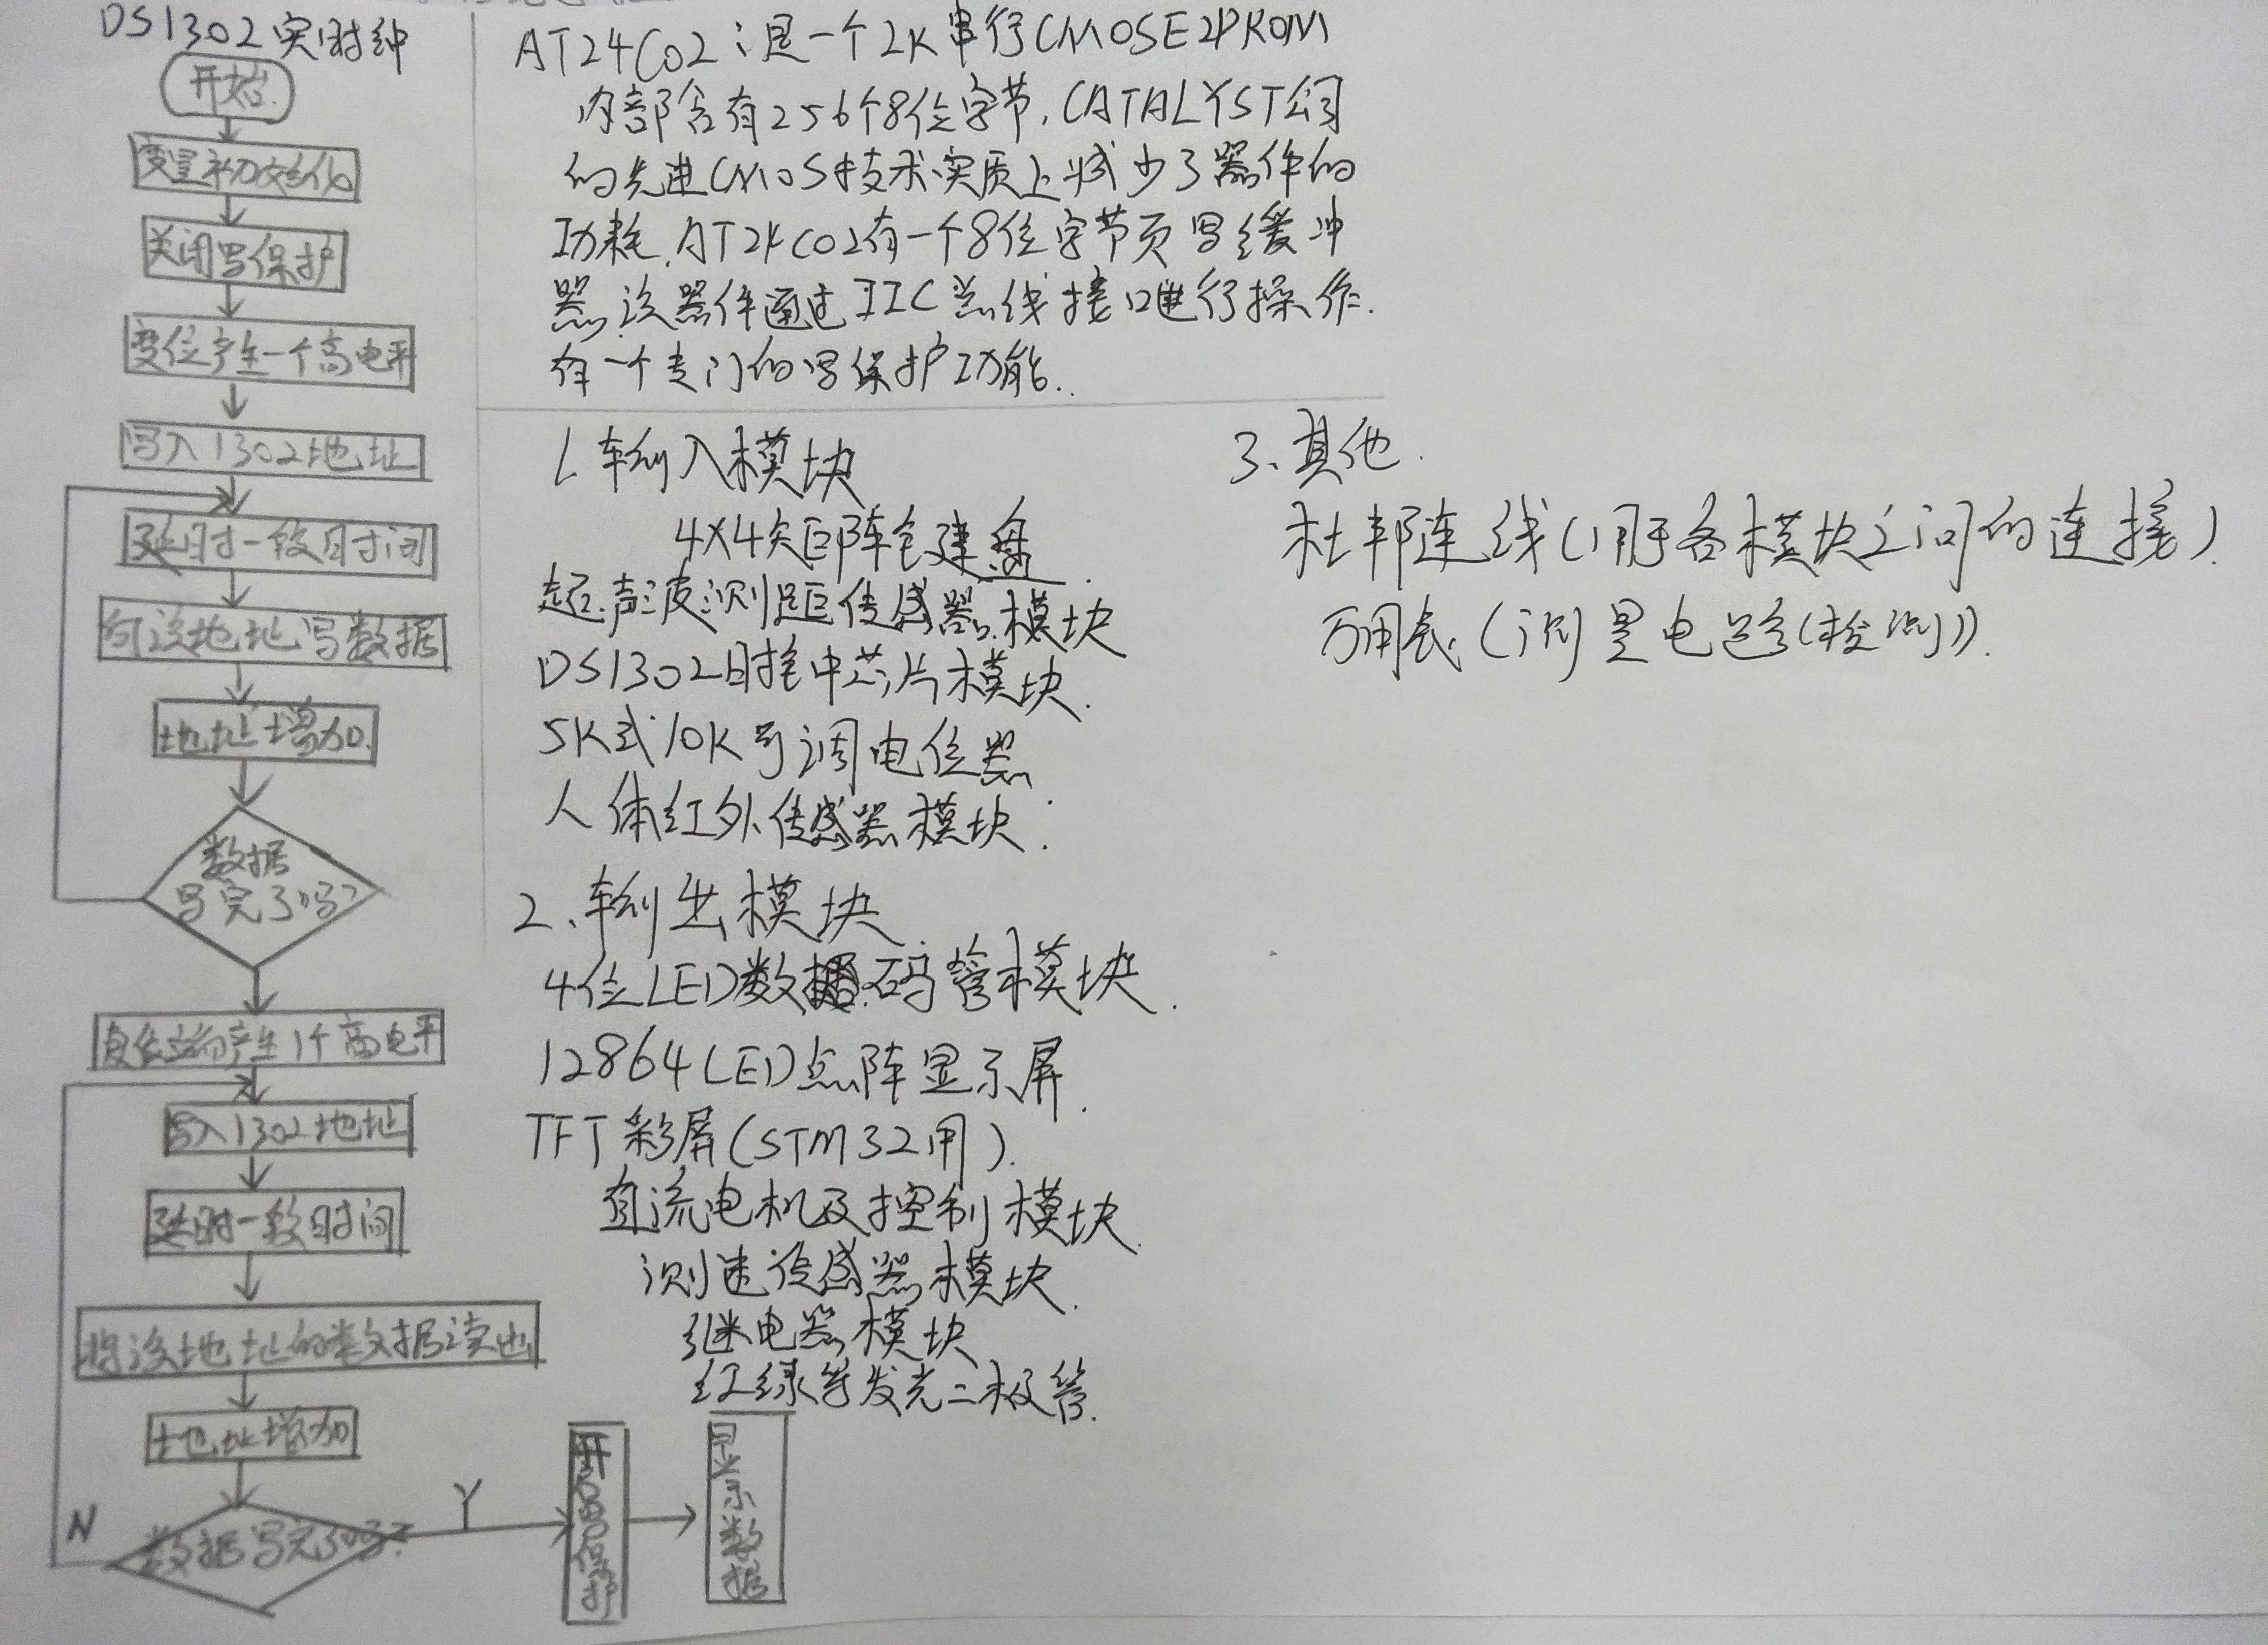 DS1302实时钟
开始
变量初始化
关闭写保护
复位产生一个高电平
写入1302地址
延时一段时间
向该地址写数据
地址增加
数据
写完了吗?
复位端产生1个高电平
写入1302地址
延时一段时间
将该地址的数据读出
地址增加
数据写完了吗?
N
Y
开启写保护
显示数据
AT24C02:是一个2K串行CMOSE2PROM
内部含有256个8位字节,CATALYST公司
的先进CMOS技术实质上减少了器件的
功耗.AT24C02有一个8位字节页写缓冲
器.该器件通过IIC总线接口进行操作.
有一个专门的写保护功能.
1.输入模块
4X4矩阵键盘.
超声波测距传感器模块
DS1302时钟芯片模块.
5K或10K可调电位器
人体红外传感器模块.
2、输出模块
4位LED数码管模块.
12864LED点阵显示屏.
TFT彩屏(STM32用).
直流电机及控制模块.
测速传感器模块.
继电器模块
红绿等发光二极管.
3、其他.
杜邦连线(用于各模块之间的连接).
万用表(测量电路(检测)).